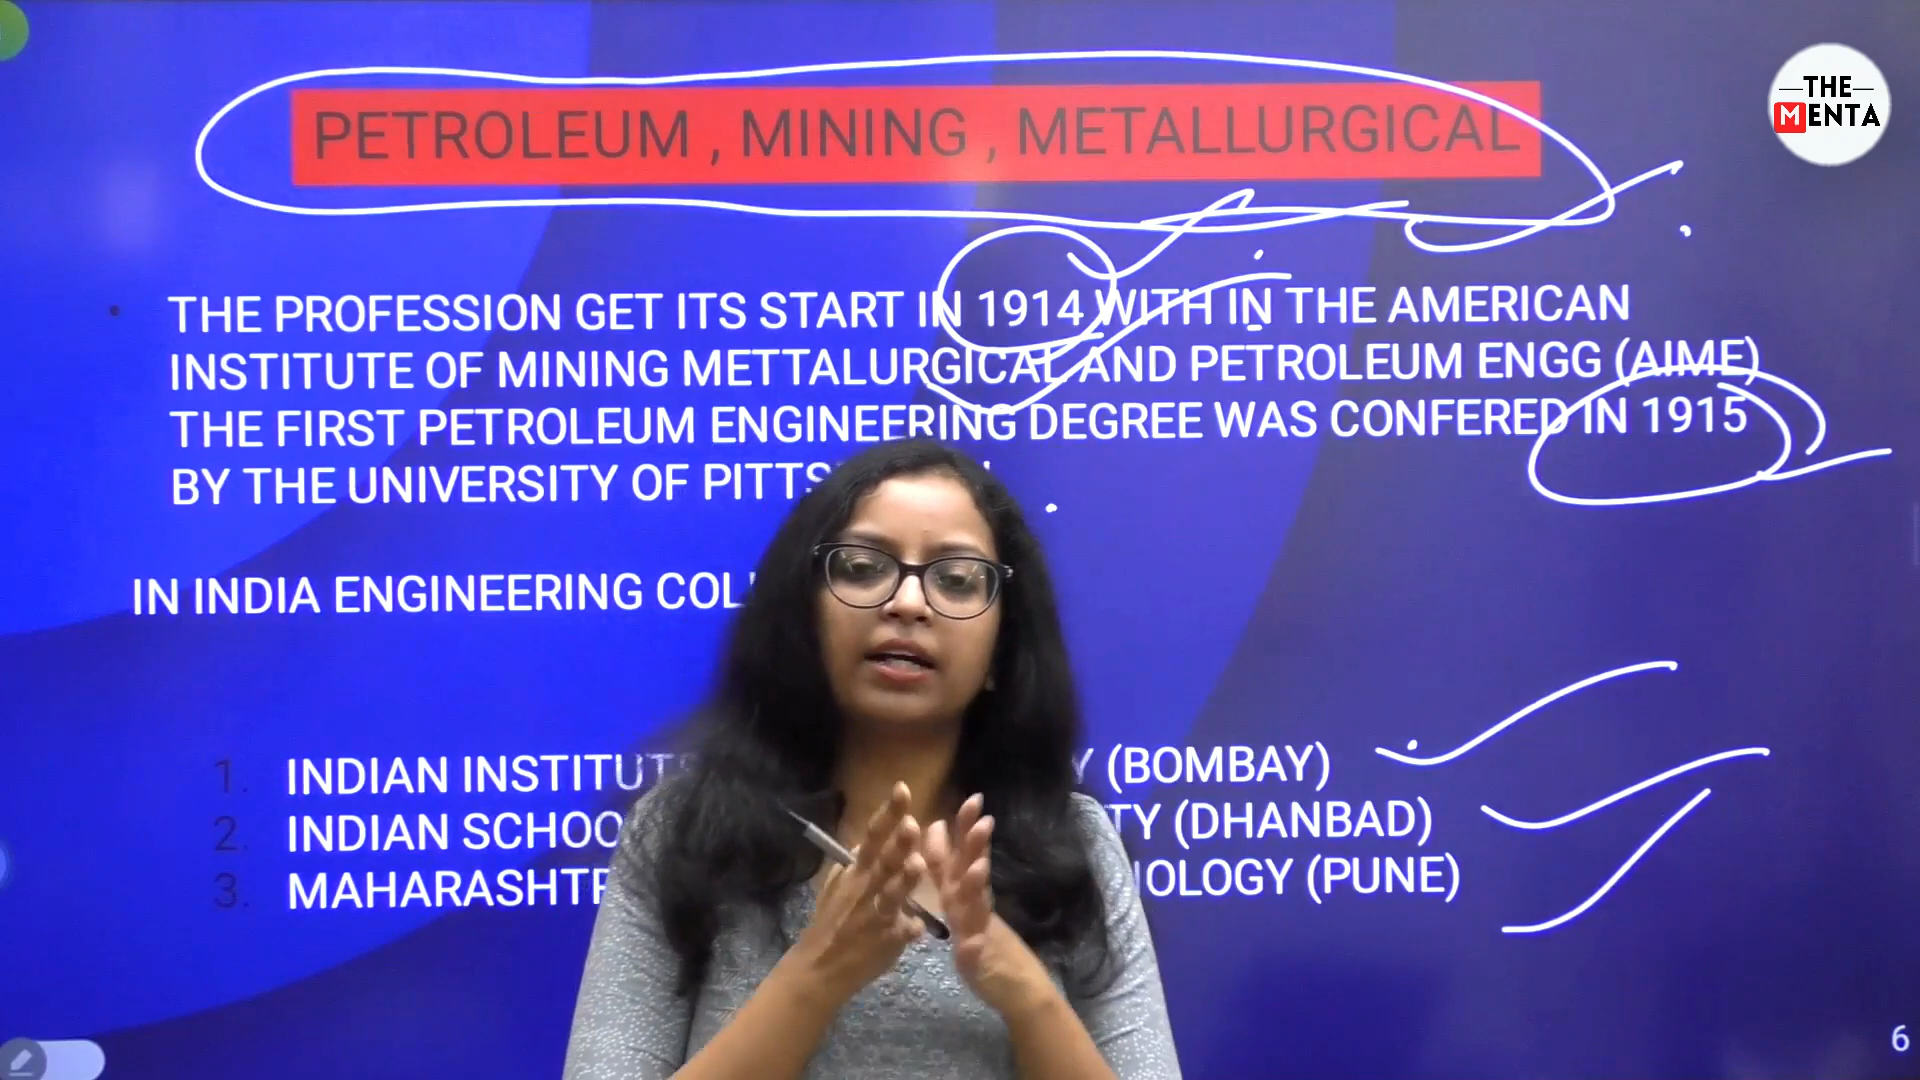 THE
MENTA
PETROLEUM , MINING , METALLURGICAL
THE PROFESSION GET ITS START IN 1914 WITH IN THE AMERICAN
INSTITUTE OF MINING METTALURGICAL AND PETROLEUM ENGG (AIME)
THE FIRST PETROLEUM ENGINEERING DEGREE WAS CONFERED IN 1915
BY THE UNIVERSITY OF
IN INDIA ENGINEERING
1. INDIAN (BOMBAY)
2. INDIAN (DHANBAD)
3. (PUNE)
6